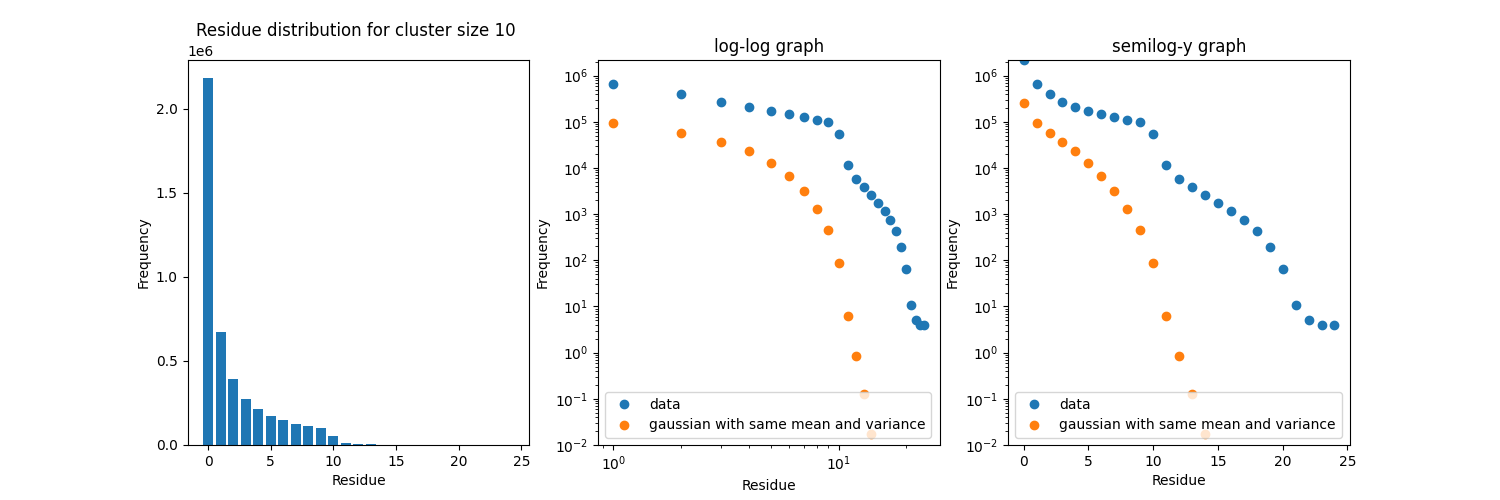 Residue distribution for cluster size 10
1e6
2.0
1.5
1.0
0.5
0.0
Frequency
0 5 10 15 20 25
Residue
log-log graph
10^6
10^5
10^4
10^3
10^2
10^1
10^0
10^-1
10^-2
Frequency
data
gaussian with same mean and variance
10^0 10^1
Residue
semilog-y graph
10^6
10^5
10^4
10^3
10^2
10^1
10^0
10^-1
10^-2
Frequency
data
gaussian with same mean and variance
0 5 10 15 20 25
Residue